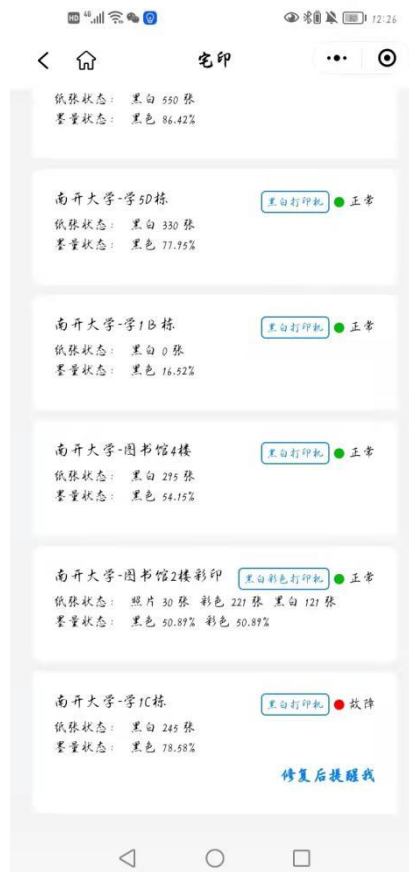 HD 46 12:26
宅印
纸张状态： 黑白 550 张
墨量状态： 黑色 86.42%
南开大学-学5D栋 黑白打印机 正常
纸张状态： 黑白 330 张
墨量状态： 黑色 77.95%
南开大学-学1B栋 黑白打印机 正常
纸张状态： 黑白 0 张
墨量状态： 黑色 16.52%
南开大学-图书馆4楼 黑白打印机 正常
纸张状态： 黑白 295 张
墨量状态： 黑色 54.15%
南开大学-图书馆2楼彩印 黑白彩色打印机 正常
纸张状态： 照片 30 张 彩色 221 张 黑白 121 张
墨量状态： 黑色 50.89% 彩色 50.89%
南开大学-学1C栋 黑白打印机 故障
纸张状态： 黑白 245 张
墨量状态： 黑色 78.58%
修复后提醒我